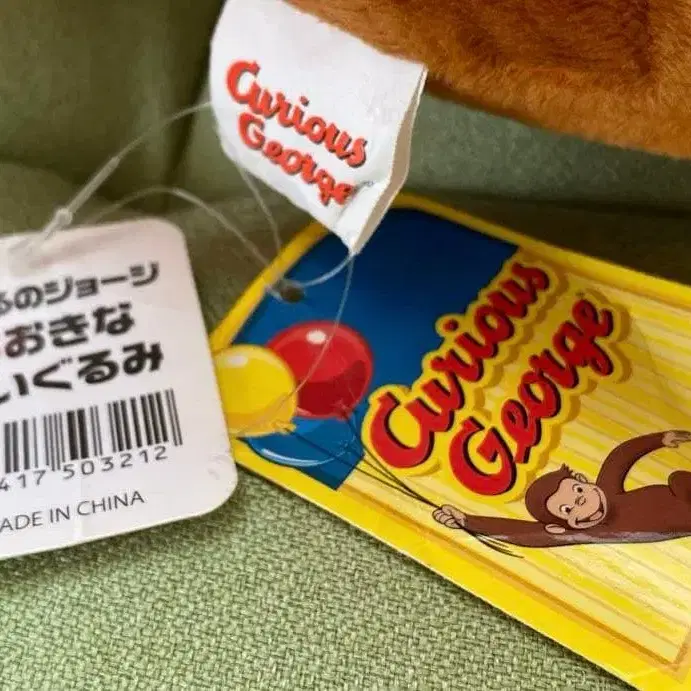 Curious
George
るのジョージ
おきな
いぐるみ
417 503212
ADE IN CHINA
Curious
George